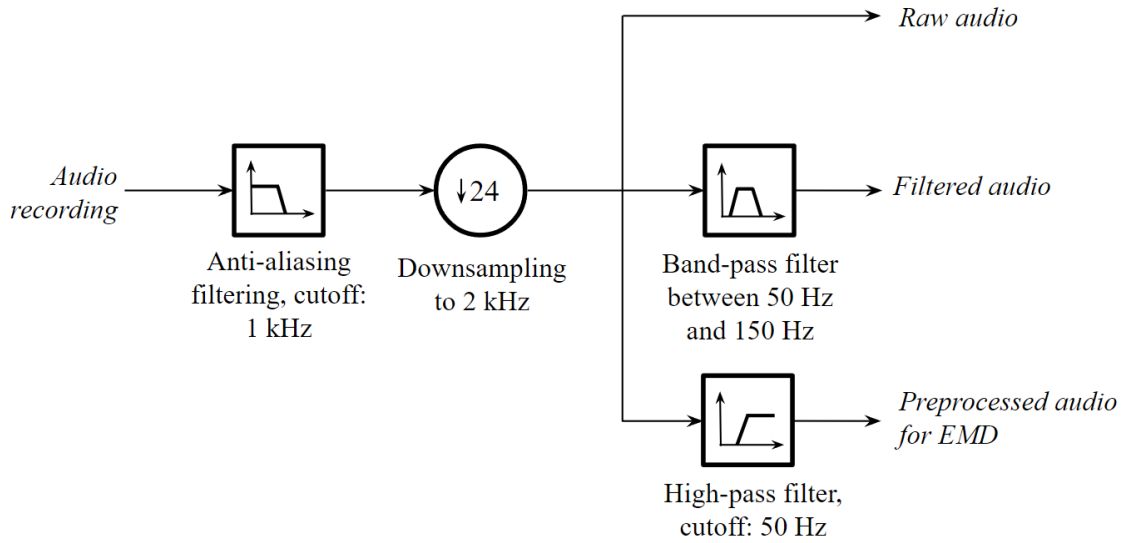 Raw audio
Audio
recording
↓24
Filtered audio
Anti-aliasing
filtering, cutoff:
1 kHz
Downsampling
to 2 kHz
Band-pass filter
between 50 Hz
and 150 Hz
Preprocessed audio
for EMD
High-pass filter,
cutoff: 50 Hz